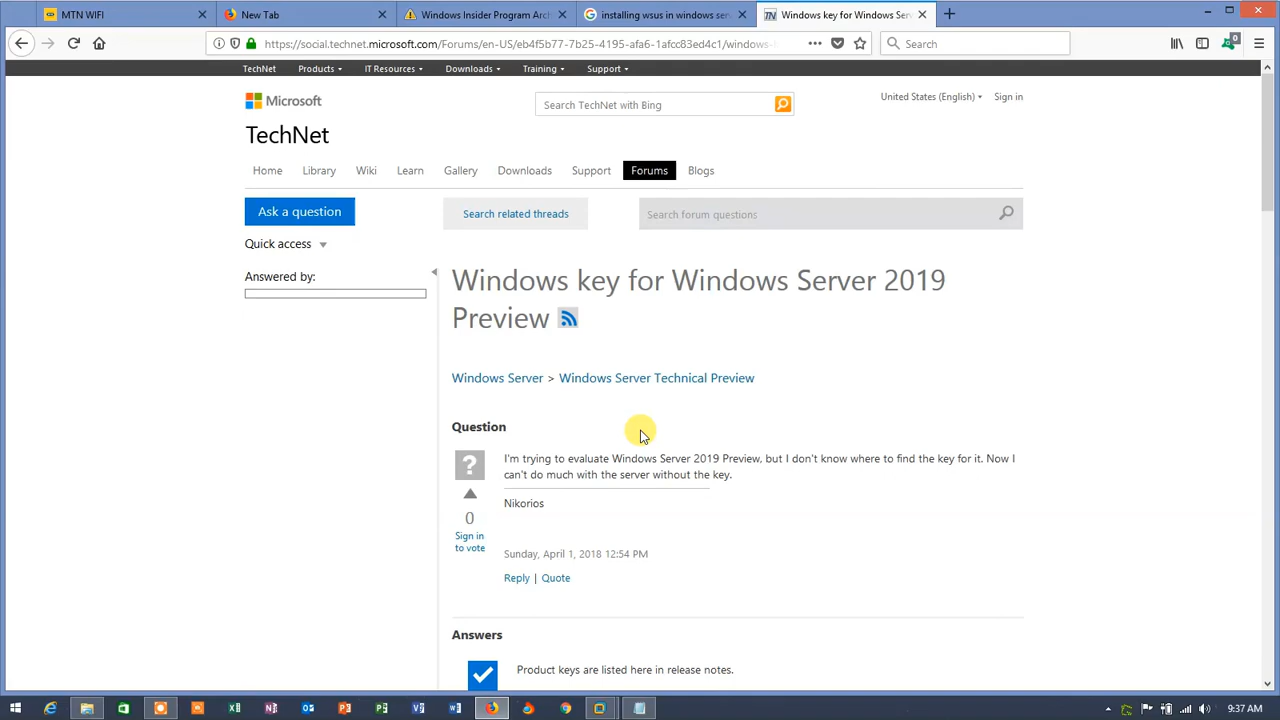 MTN WIFI
New Tab
Windows Insider Program Arch
installing wsus in windows serv
Windows key for Windows Ser
https://social.technet.microsoft.com/Forums/en-US/eb4f5b77-7b25-4195-afa6-1afcc83ed4c1/windows-
Search
0
TechNet Products IT Resources Downloads Training Support
Microsoft
Search TechNet with Bing
United States (English) Sign in
TechNet
Home Library Wiki Learn Gallery Downloads Support Forums Blogs
Ask a question
Search related threads
Search forum questions
Quick access
Answered by:
Windows key for Windows Server 2019
Preview
Windows Server > Windows Server Technical Preview
Question
I'm trying to evaluate Windows Server 2019 Preview, but I don't know where to find the key for it. Now I
can't do much with the server without the key.
Nikorios
0
Sign in
to vote
Sunday, April 1, 2018 12:54 PM
Reply | Quote
Answers
Product keys are listed here in release notes.
9:37 AM